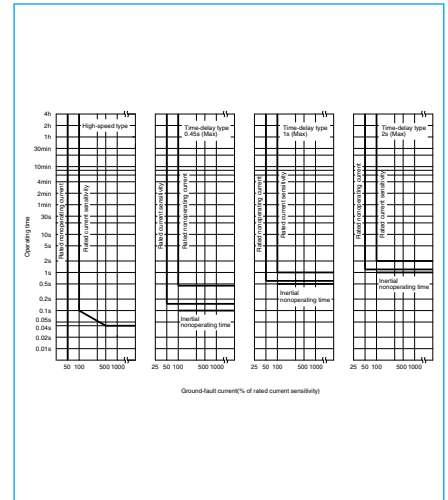 4h
2h
1h
30min
10min
4min
2min
1min
30s
10s
5s
2s
1s
0.5s
0.2s
0.1s
0.05s
0.04s
0.02s
0.01s
Operating time
High-speed type
Rated nonoperating current
Rated current sensitivity
50 100 500 1000
Time-delay type
0.45s (Max)
Rated current sensitivity
Rated nonoperating current
Inertial
nonoperating time
25 50 100 500 1000
Time-delay type
1s (Max)
Rated nonoperating current
Rated current sensitivity
Inertial
nonoperating time
25 50 100 500 1000
Time-delay type
2s (Max)
Rated nonoperating current
Rated current sensitivity
Inertial
nonoperating time
25 50 100 500 1000
Ground-fault current(% of rated current sensitivity)